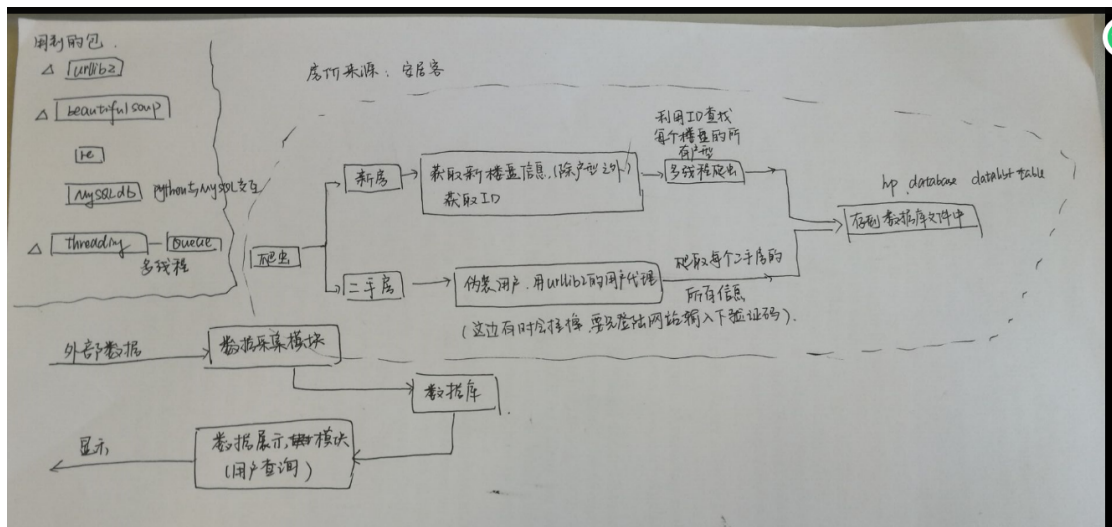 用到的包.
△ urllib2
△ beautifulsoup
re
MySQLdb python与MySQL交互
△ threading — Queue
多线程
来源: 安居客
爬虫
新房
获取新楼盘信息,(除户型之外)
获取ID
利用ID查找
每个楼盘的所
有户型
多线程爬虫
hp database datalist table
存到数据库文件中
二手房
伪装用户,用urllib2的用户代理
爬取每个二手房的
所有信息
(这边有时会挂掉,要先登陆网站输入下验证码).
外部数据
数据采集模块
数据库
数据展示模块
(用户查询)
显示